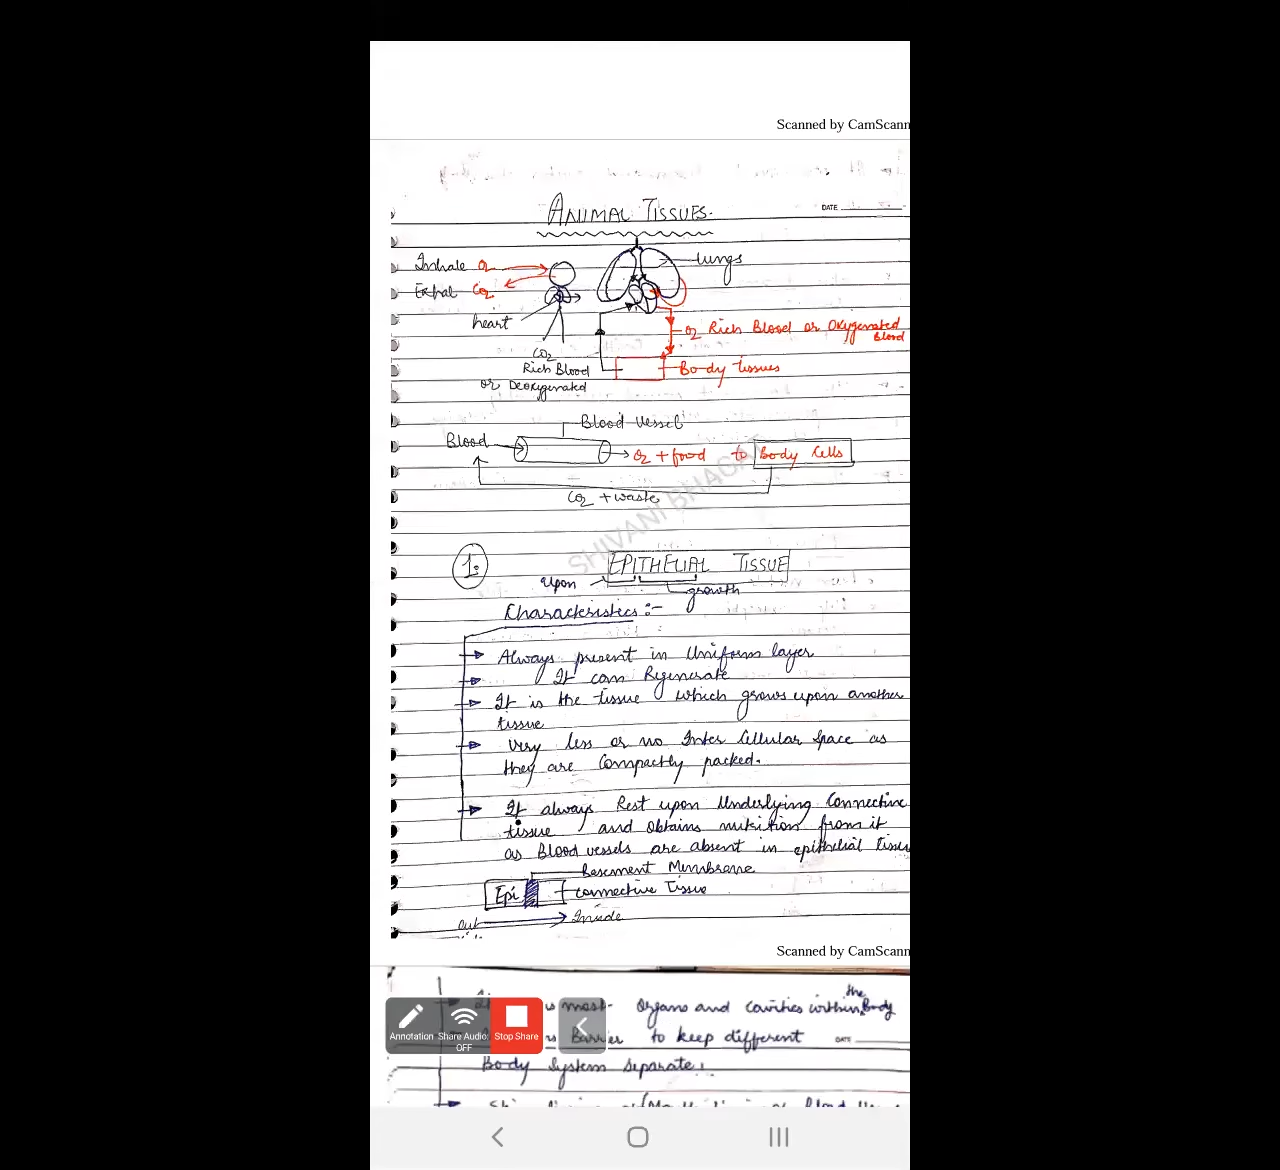 Scanned by CamScann
ANIMAL TISSUES.
DATE
Inhale O2
Exhal CO2
heart
lungs
O2 Rich Blood or Oxygenated
Blood
CO2
Rich Blood
or Deoxygenated
Body tissues
Blood Vessel
Blood
O2 + food to Body Cells
CO2 + waste
SHIVANI BHAGAT
1.
EPITHELIAL TISSUE
upon
growth
Characteristics :-
Always present in Uniform layer
It can Regenerate
It is the tissue which grows upon another
tissue
Very less or no Inter Cellular Space as
they are Compactly packed.
It always Rest upon Underlying Connective
tissue and obtains nutrition from it
as Blood vessels are absent in epithelial tissu
Basement Membrane
Epi
Connective Tissue
Out
Inside
Scanned by CamScann
most Organs and Cavities within the Body
Barrier to keep different
DATE
Body System Separate.
Annotation
Share Audio:
OFF
Stop Share